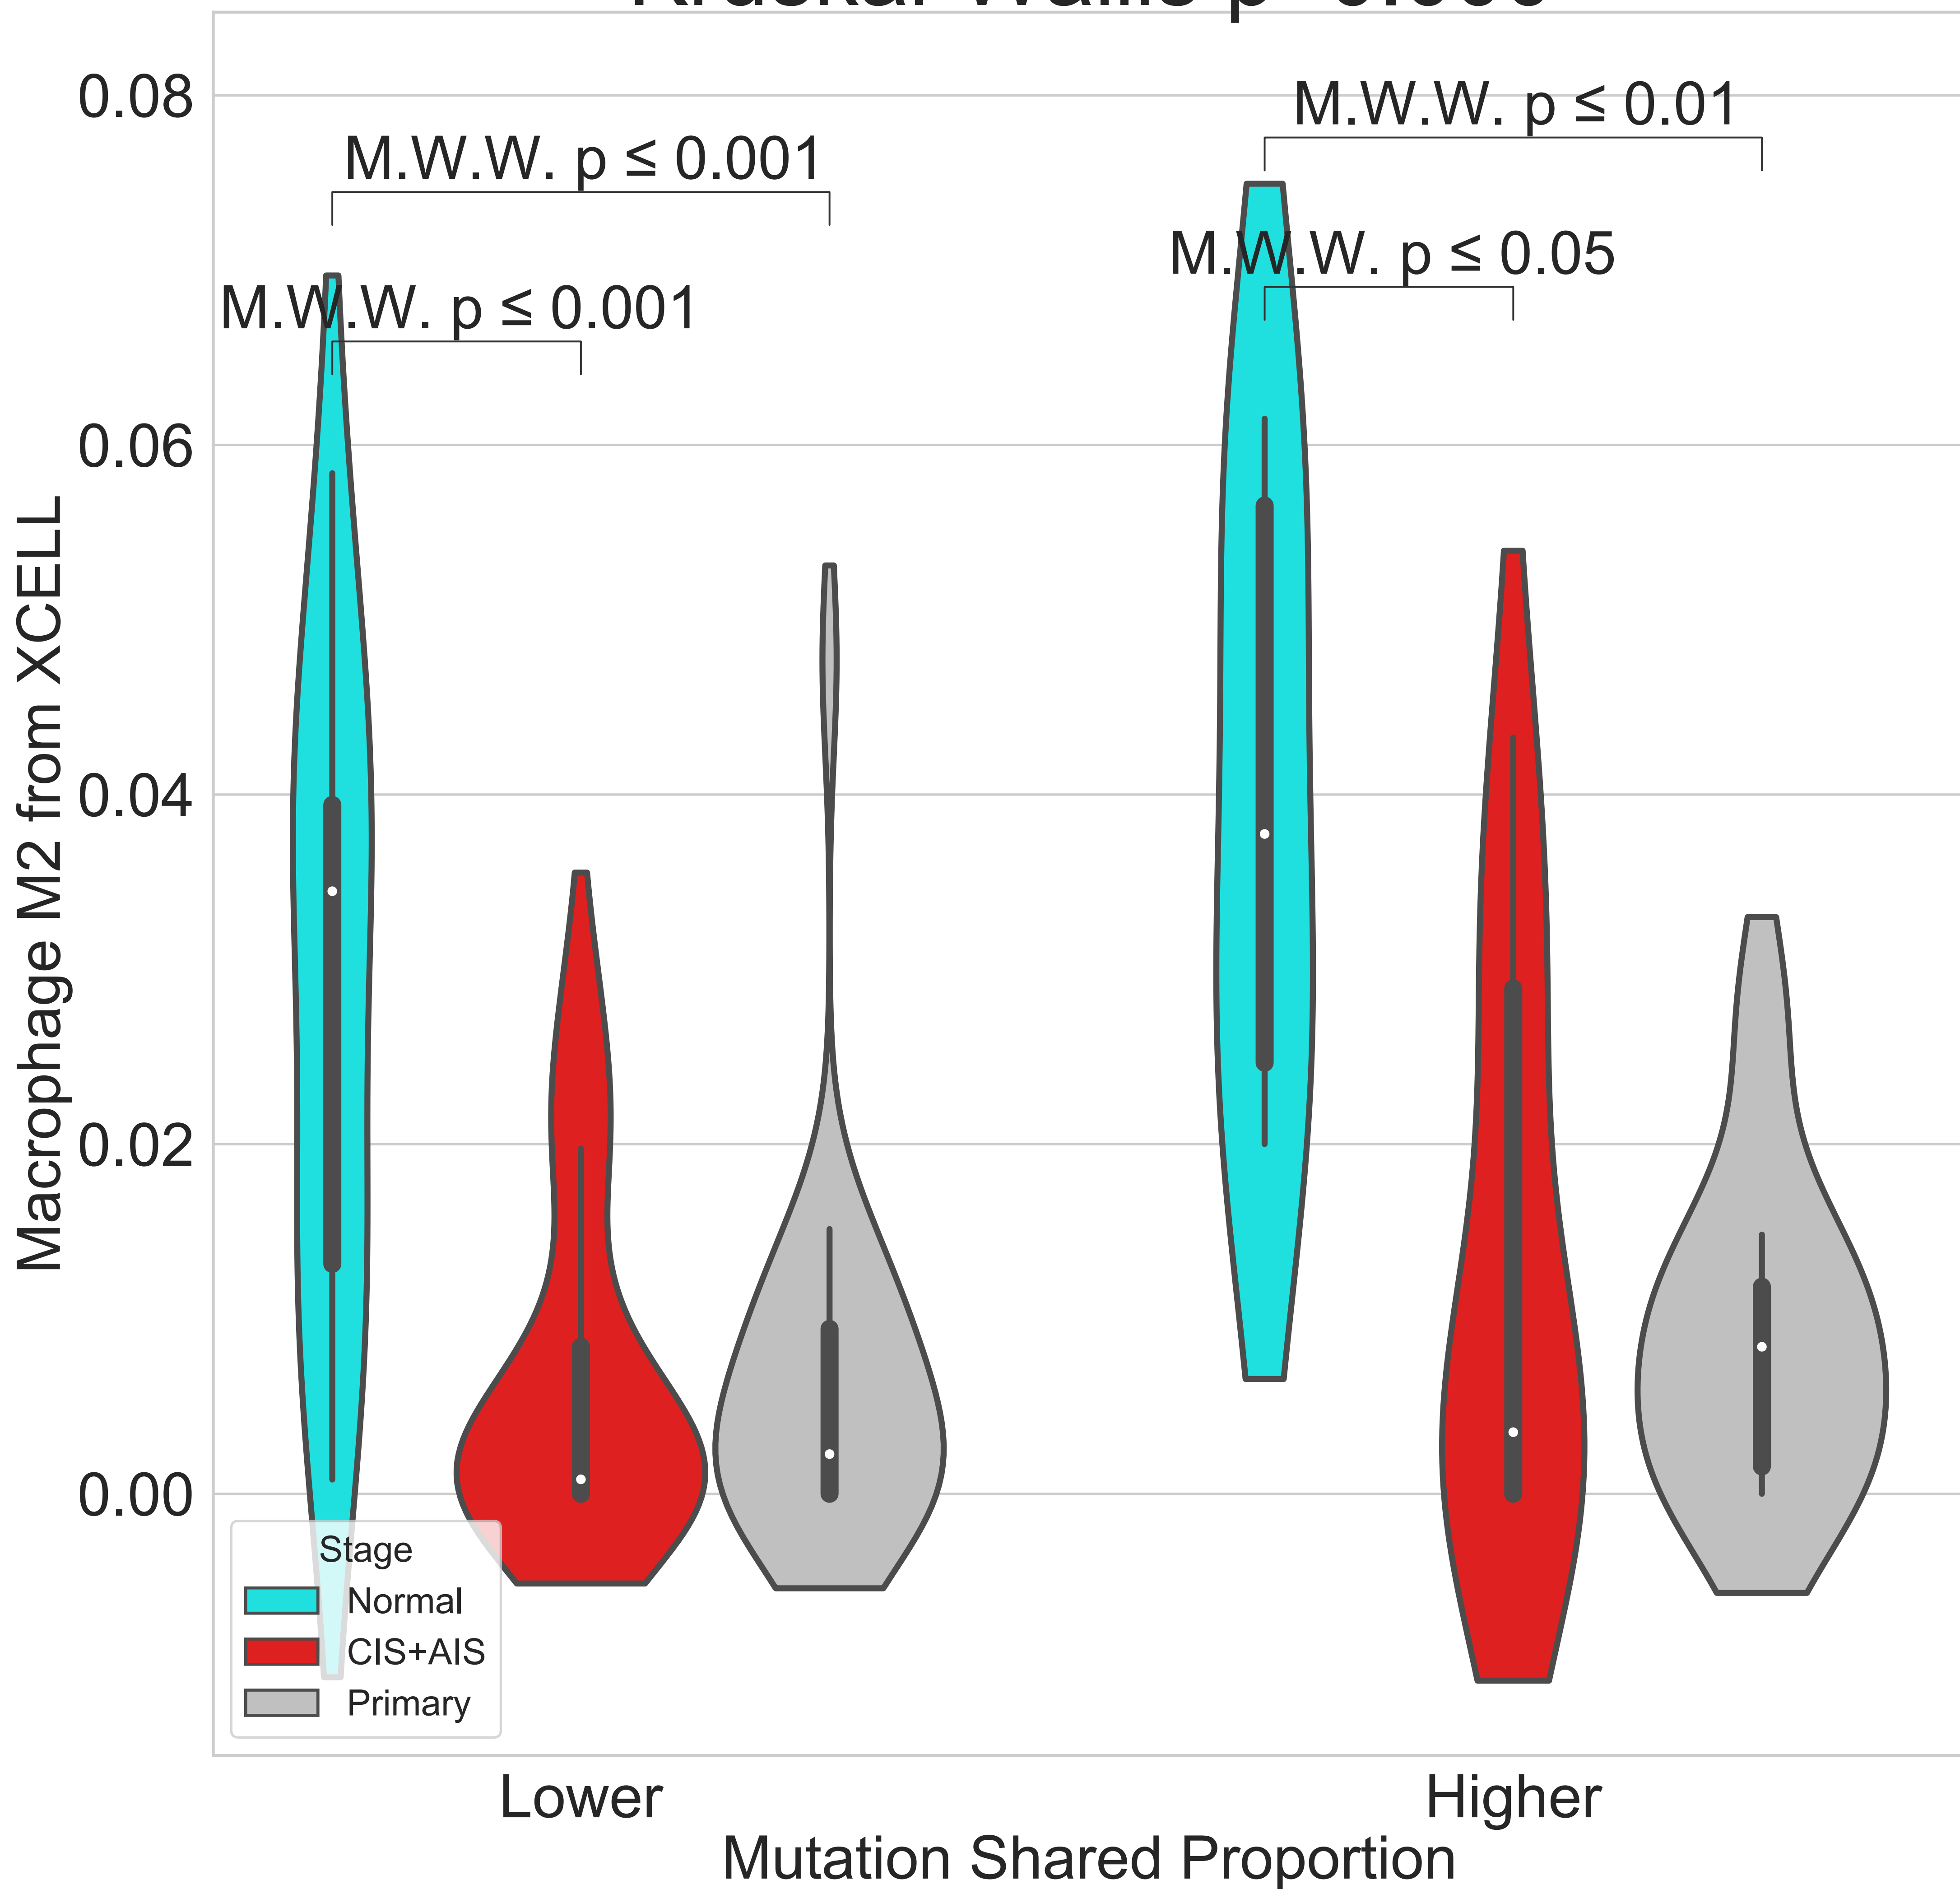 0.08
0.06
0.04
0.02
0.00
Macrophage M2 from XCELL
M.W.W. p ≤ 0.001
M.W.W. p ≤ 0.001
M.W.W. p ≤ 0.01
M.W.W. p ≤ 0.05
Stage
Normal
CIS+AIS
Primary
Lower
Higher
Mutation Shared Proportion